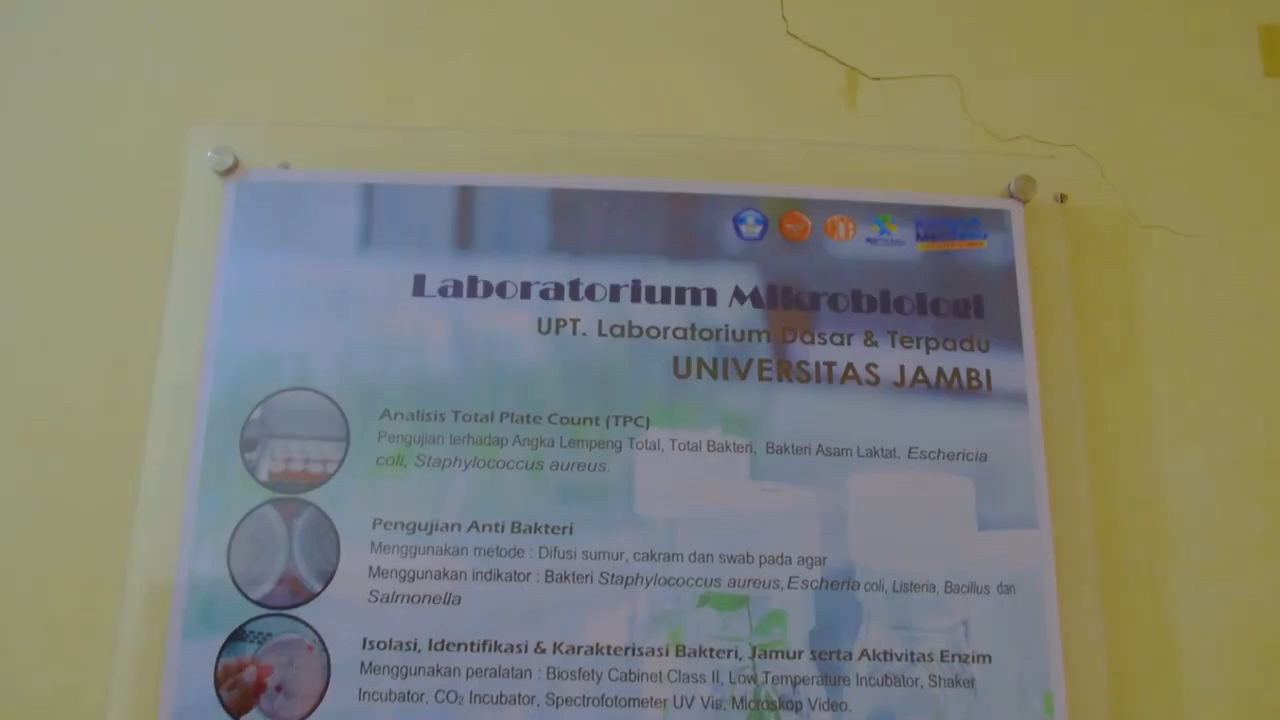 Laboratorium Mikrobiologi
UPT. Laboratorium Dasar & Terpadu
UNIVERSITAS JAMBI
Analisis Total Plate Count (TPC)
Pengujian terhadap Angka Lempeng Total, Total Bakteri, Bakteri Asam Laktat, Eschericia
coli, Staphylococcus aureus.
Pengujian Anti Bakteri
Menggunakan metode : Difusi sumur, cakram dan swab pada agar
Menggunakan indikator : Bakteri Staphylococcus aureus, Escheria coli, Listeria, Bacillus dan
Salmonella
Isolasi, Identifikasi & Karakterisasi Bakteri, Jamur serta Aktivitas Enzim
Menggunakan peralatan : Biosfety Cabinet Class II, Low Temperature Incubator, Shaker
Incubator, CO₂ Incubator, Spectrofotometer UV Vis, Microskop Video.